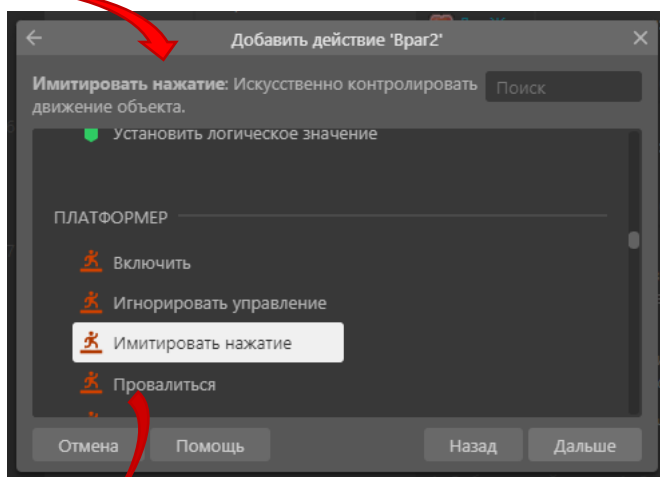 Добавить действие 'Враг2'
Имитировать нажатие: Искусственно контролировать
движение объекта.
Поиск
Установить логическое значение
ПЛАТФОРМЕР
Включить
Игнорировать управление
Имитировать нажатие
Провалиться
Отмена
Помощь
Назад
Дальше